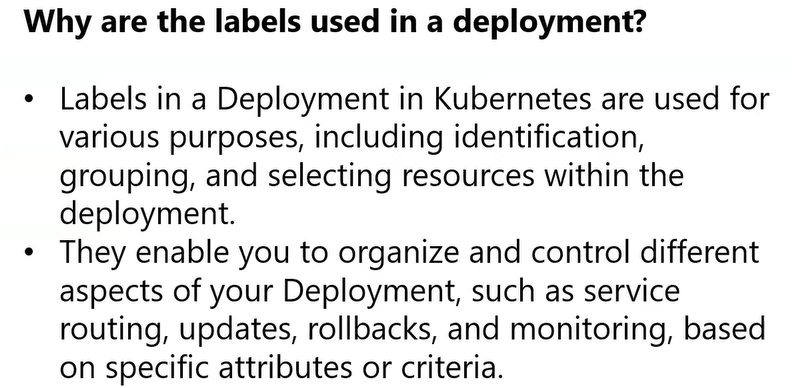 Why are the labels used in a deployment?
• Labels in a Deployment in Kubernetes are used for
various purposes, including identification,
grouping, and selecting resources within the
deployment.
• They enable you to organize and control different
aspects of your Deployment, such as service
routing, updates, rollbacks, and monitoring, based
on specific attributes or criteria.